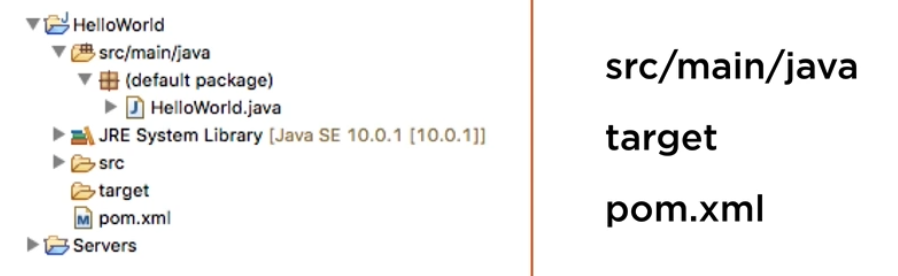 HelloWorld
src/main/java
(default package)
HelloWorld.java
JRE System Library [Java SE 10.0.1 [10.0.1]]
src
target
pom.xml
Servers
src/main/java
target
pom.xml